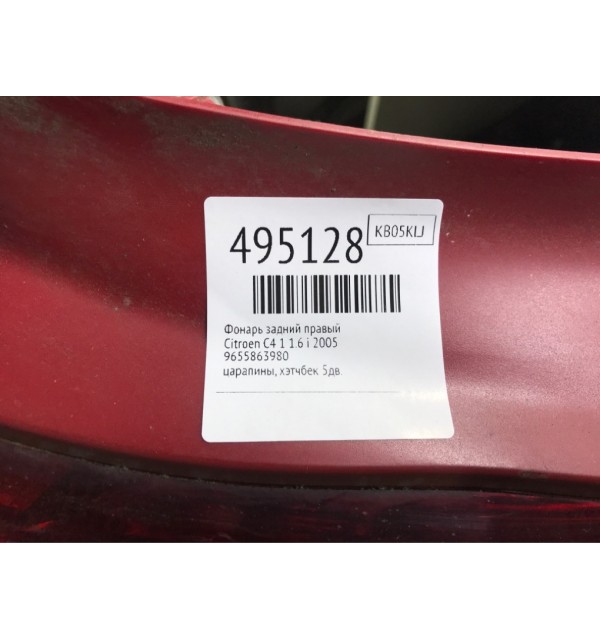 495128
KB05KLJ
Фонарь задний правый
Citroen C4 1 1.6 i 2005
9655863980
царапины, хэтчбек 5дв.